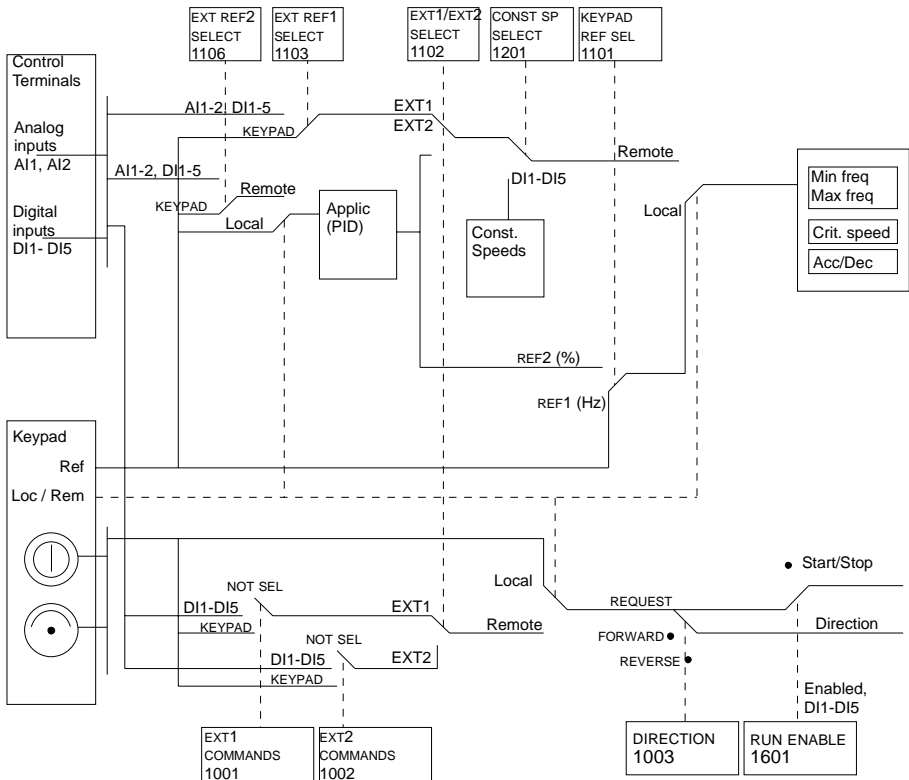 EXT REF2
SELECT
1106
EXT REF1
SELECT
1103
EXT1/EXT2
SELECT
1102
CONST SP
SELECT
1201
KEYPAD
REF SEL
1101
Control
Terminals
Analog
inputs
AI1, AI2
Digital
inputs
DI1- DI5
AI1-2, DI1-5
KEYPAD
EXT1
EXT2
Remote
AI1-2, DI1-5
KEYPAD
Remote
Local
Applic
(PID)
DI1-DI5
Const.
Speeds
Local
Min freq
Max freq
Crit. speed
Acc/Dec
REF2 (%)
REF1 (Hz)
Keypad
Ref
Loc / Rem
NOT SEL
DI1-DI5
KEYPAD
EXT1
NOT SEL
DI1-DI5
KEYPAD
EXT2
Remote
Local
REQUEST
Start/Stop
Direction
FORWARD
REVERSE
Enabled,
DI1-DI5
EXT1
COMMANDS
1001
EXT2
COMMANDS
1002
DIRECTION
1003
RUN ENABLE
1601